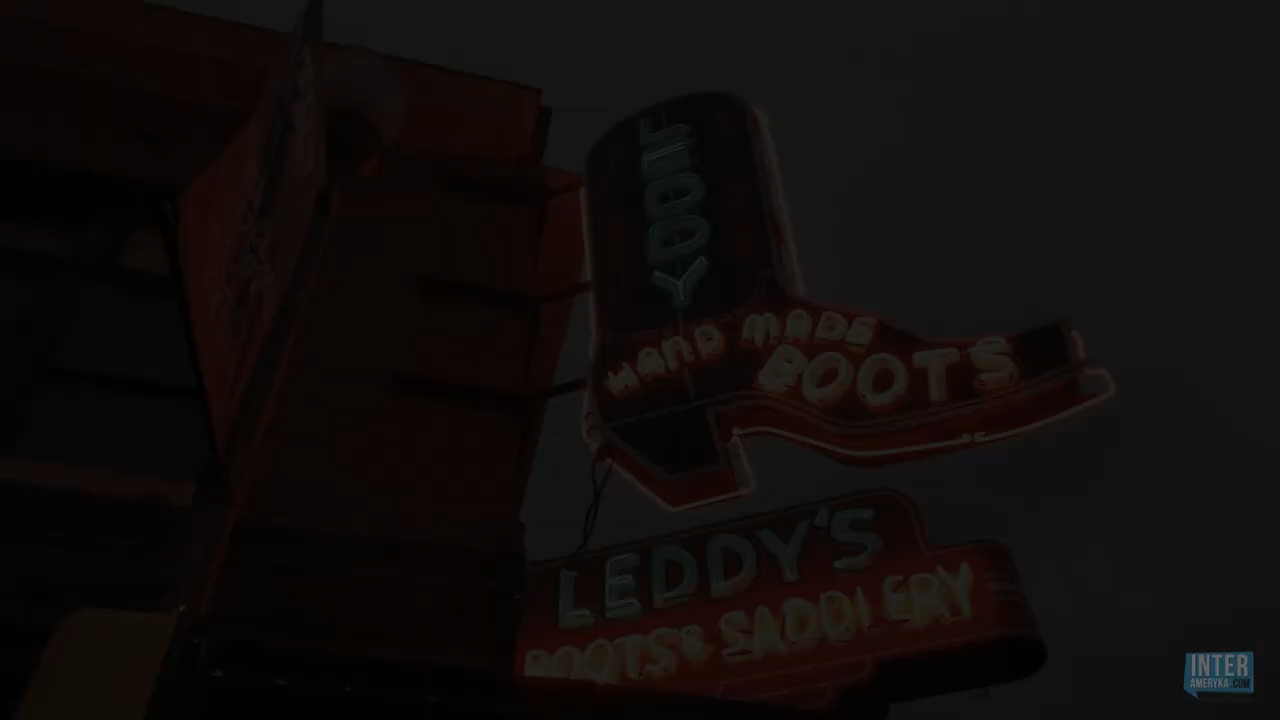 LEDDY
HAND MADE
BOOTS
LEDDY'S
BOOTS & SADDLERY
INTER
AMERYKA.COM